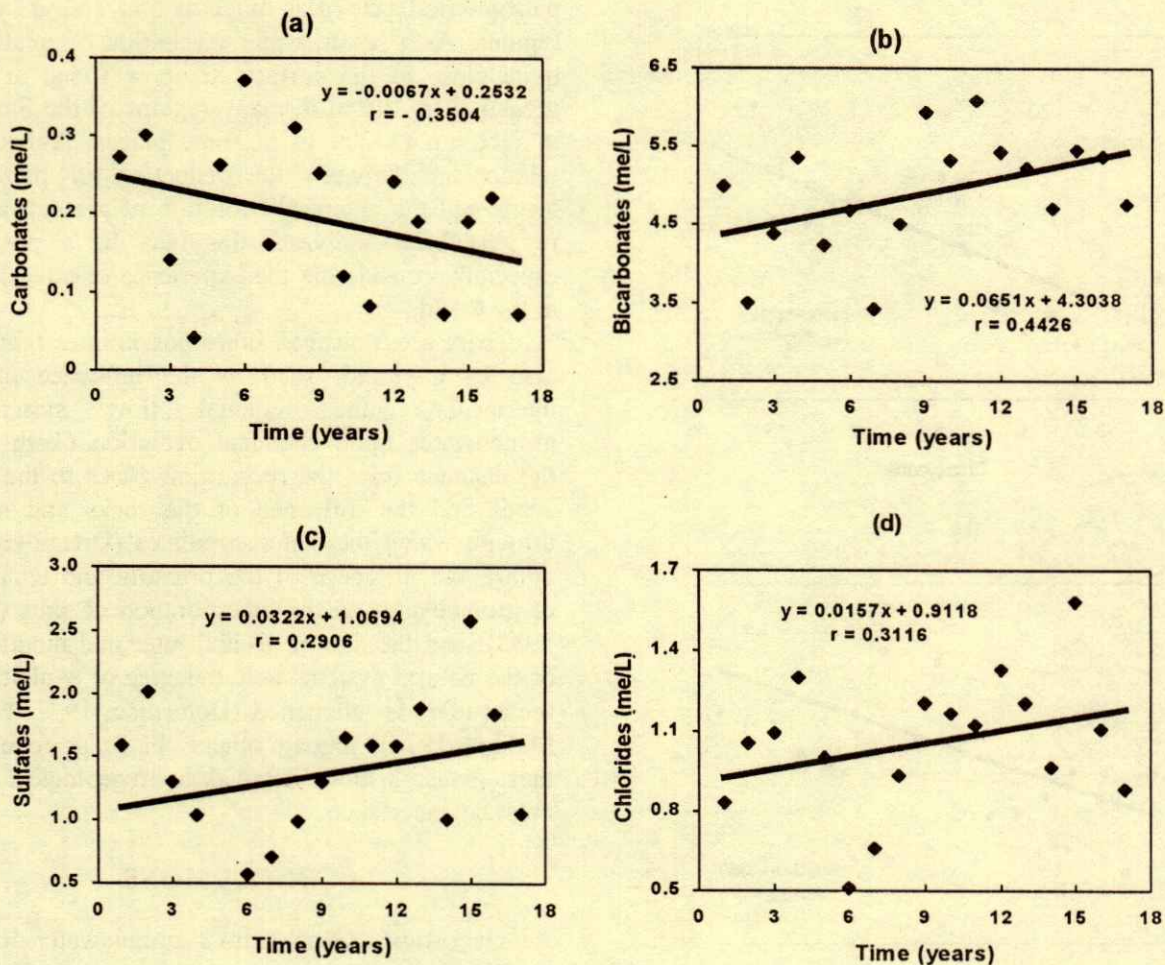 (a)
Carbonates (me/L)
0.4
0.3
0.2
0.1
0
y = -0.0067x + 0.2532
r = - 0.3504
0 3 6 9 12 15 18
Time (years)
(b)
Bicarbonates (me/L)
6.5
5.5
4.5
3.5
2.5
y = 0.0651x + 4.3038
r = 0.4426
0 3 6 9 12 15 18
Time (years)
(c)
Sulfates (me/L)
3.0
2.5
2.0
1.5
1.0
0.5
y = 0.0322x + 1.0694
r = 0.2906
0 3 6 9 12 15 18
Time (years)
(d)
Chlorides (me/L)
1.7
1.4
1.1
0.8
0.5
y = 0.0157x + 0.9118
r = 0.3116
0 3 6 9 12 15 18
Time (years)